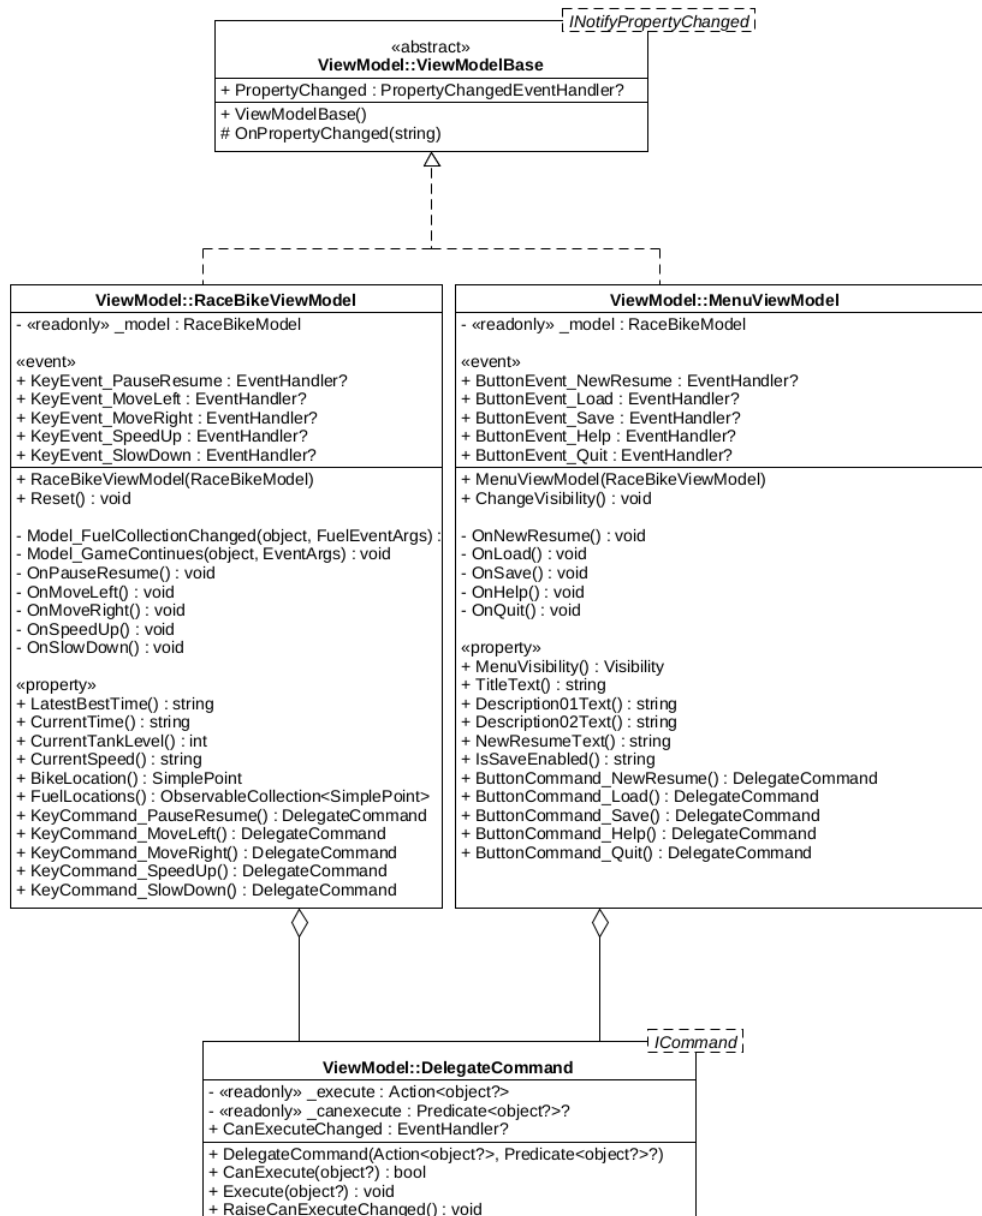 INotifyPropertyChanged
«abstract»
ViewModel::ViewModelBase
+ PropertyChanged : PropertyChangedEventHandler?
+ ViewModelBase()
# OnPropertyChanged(string)
ViewModel::RaceBikeViewModel
- «readonly» _model : RaceBikeModel
«event»
+ KeyEvent_PauseResume : EventHandler?
+ KeyEvent_MoveLeft : EventHandler?
+ KeyEvent_MoveRight : EventHandler?
+ KeyEvent_SpeedUp : EventHandler?
+ KeyEvent_SlowDown : EventHandler?
+ RaceBikeViewModel(RaceBikeModel)
+ Reset() : void
- Model_FuelCollectionChanged(object, FuelEventArgs) :
- Model_GameContinues(object, EventArgs) : void
- OnPauseResume() : void
- OnMoveLeft() : void
- OnMoveRight() : void
- OnSpeedUp() : void
- OnSlowDown() : void
«property»
+ LatestBestTime() : string
+ CurrentTime() : string
+ CurrentTankLevel() : int
+ CurrentSpeed() : string
+ BikeLocation() : SimplePoint
+ FuelLocations() : ObservableCollection<SimplePoint>
+ KeyCommand_PauseResume() : DelegateCommand
+ KeyCommand_MoveLeft() : DelegateCommand
+ KeyCommand_MoveRight() : DelegateCommand
+ KeyCommand_SpeedUp() : DelegateCommand
+ KeyCommand_SlowDown() : DelegateCommand
ViewModel::MenuViewModel
- «readonly» _model : RaceBikeModel
«event»
+ ButtonEvent_NewResume : EventHandler?
+ ButtonEvent_Load : EventHandler?
+ ButtonEvent_Save : EventHandler?
+ ButtonEvent_Help : EventHandler?
+ ButtonEvent_Quit : EventHandler?
+ MenuViewModel(RaceBikeViewModel)
+ ChangeVisibility() : void
- OnNewResume() : void
- OnLoad() : void
- OnSave() : void
- OnHelp() : void
- OnQuit() : void
«property»
+ MenuVisibility() : Visibility
+ TitleText() : string
+ Description01Text() : string
+ Description02Text() : string
+ NewResumeText() : string
+ IsSaveEnabled() : string
+ ButtonCommand_NewResume() : DelegateCommand
+ ButtonCommand_Load() : DelegateCommand
+ ButtonCommand_Save() : DelegateCommand
+ ButtonCommand_Help() : DelegateCommand
+ ButtonCommand_Quit() : DelegateCommand
ICommand
ViewModel::DelegateCommand
- «readonly» _execute : Action<object?>
- «readonly» _canexecute : Predicate<object?>?
+ CanExecuteChanged : EventHandler?
+ DelegateCommand(Action<object?>, Predicate<object?>?)
+ CanExecute(object?) : bool
+ Execute(object?) : void
+ RaiseCanExecuteChanged() : void